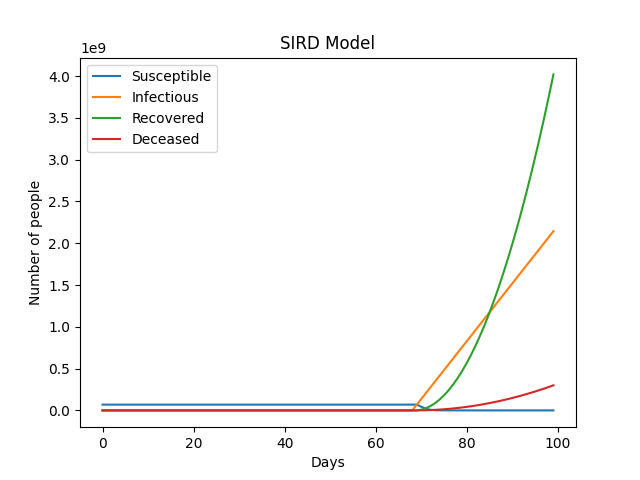 SIRD Model
1e9
Susceptible
Infectious
Recovered
Deceased
4.0
3.5
3.0
2.5
2.0
1.5
1.0
0.5
0.0
Number of people
0 20 40 60 80 100
Days